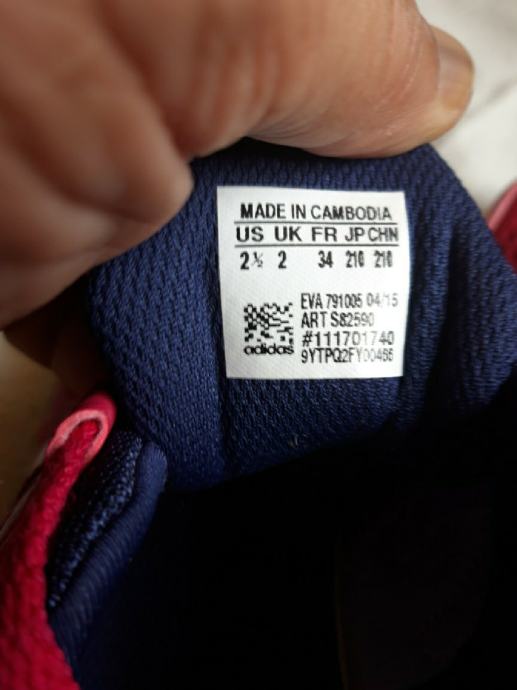 MADE IN CAMBODIA
US UK FR JP CHN
2½ 2 34 210 210
EVA 791005 04/15
ART S82590
#111701740
adidas 9YTPQ2FY00466